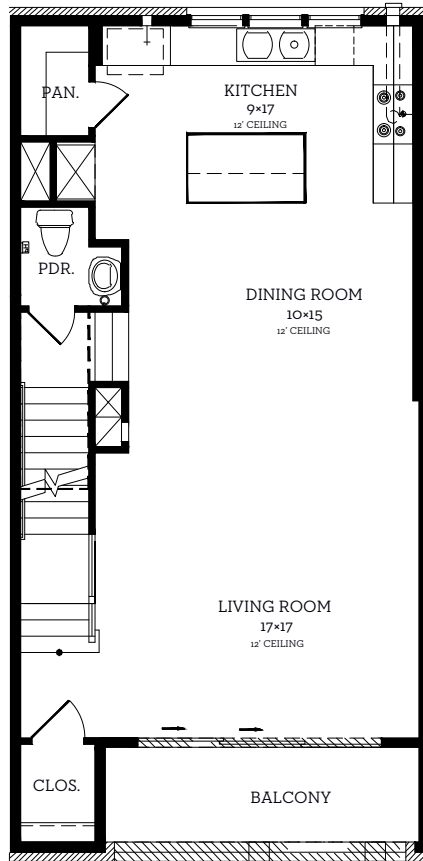 PAN.
KITCHEN
9×17
12' CEILING
PDR.
DINING ROOM
10×15
12' CEILING
LIVING ROOM
17×17
12' CEILING
CLOS.
BALCONY